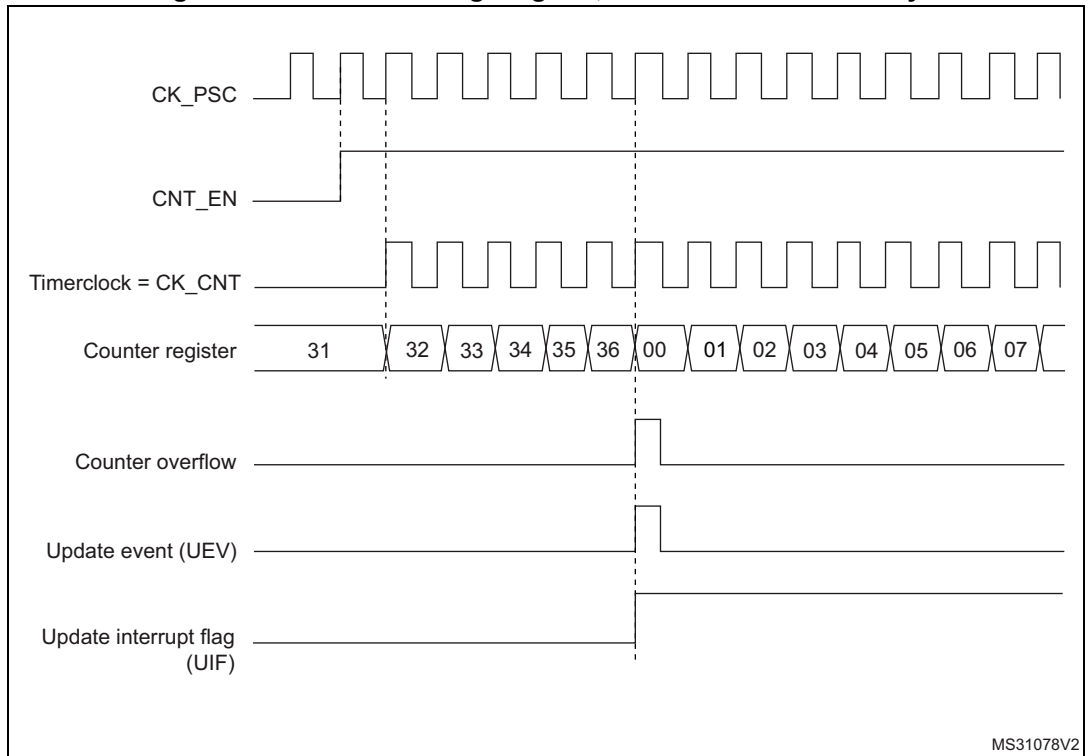 CK_PSC
CNT_EN
Timerclock = CK_CNT
Counter register 31 32 33 34 35 36 00 01 02 03 04 05 06 07
Counter overflow
Update event (UEV)
Update interrupt flag
(UIF)
MS31078V2